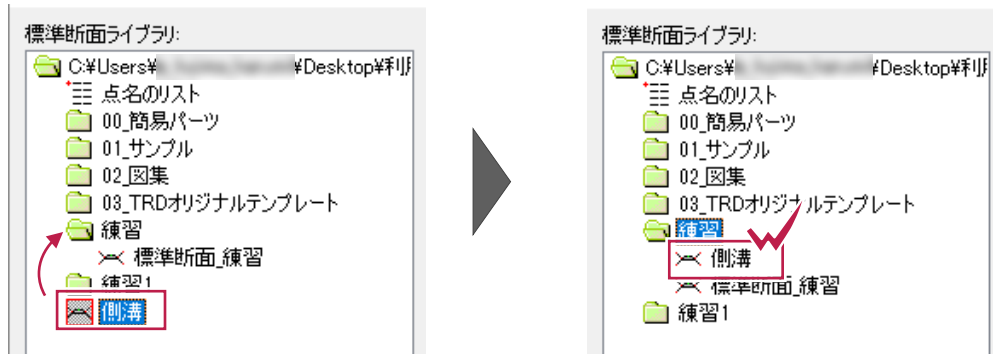 標準断面ライブラリ:
C:¥Users¥ ¥Desktop¥利
点名のリスト
00_簡易パーツ
01_サンプル
02_図集
03_TRDオリジナルテンプレート
練習
標準断面_練習
練習1
側溝
標準断面ライブラリ:
C:¥Users¥ ¥Desktop¥利
点名のリスト
00_簡易パーツ
01_サンプル
02_図集
03_TRDオリジナルテンプレート
練習
側溝
標準断面_練習
練習1